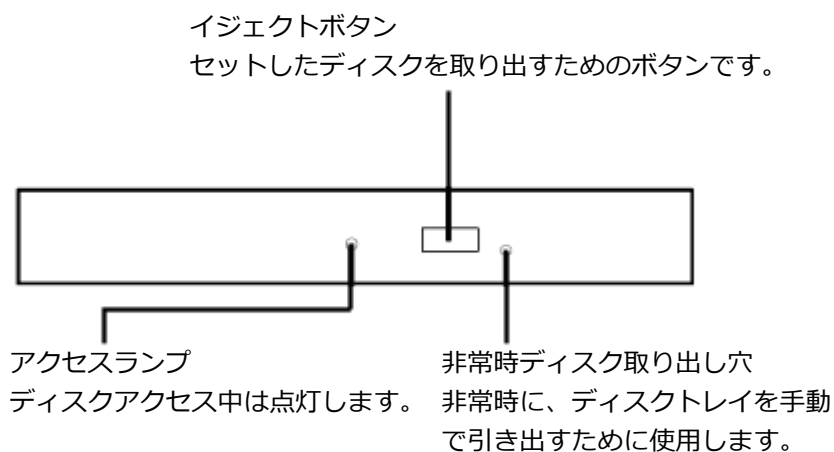 イジェクトボタン
セットしたディスクを取り出すためのボタンです。
アクセスランプ
ディスクアクセス中は点灯します。
非常時ディスク取り出し穴
非常時に、ディスクトレイを手動
で引き出すために使用します。